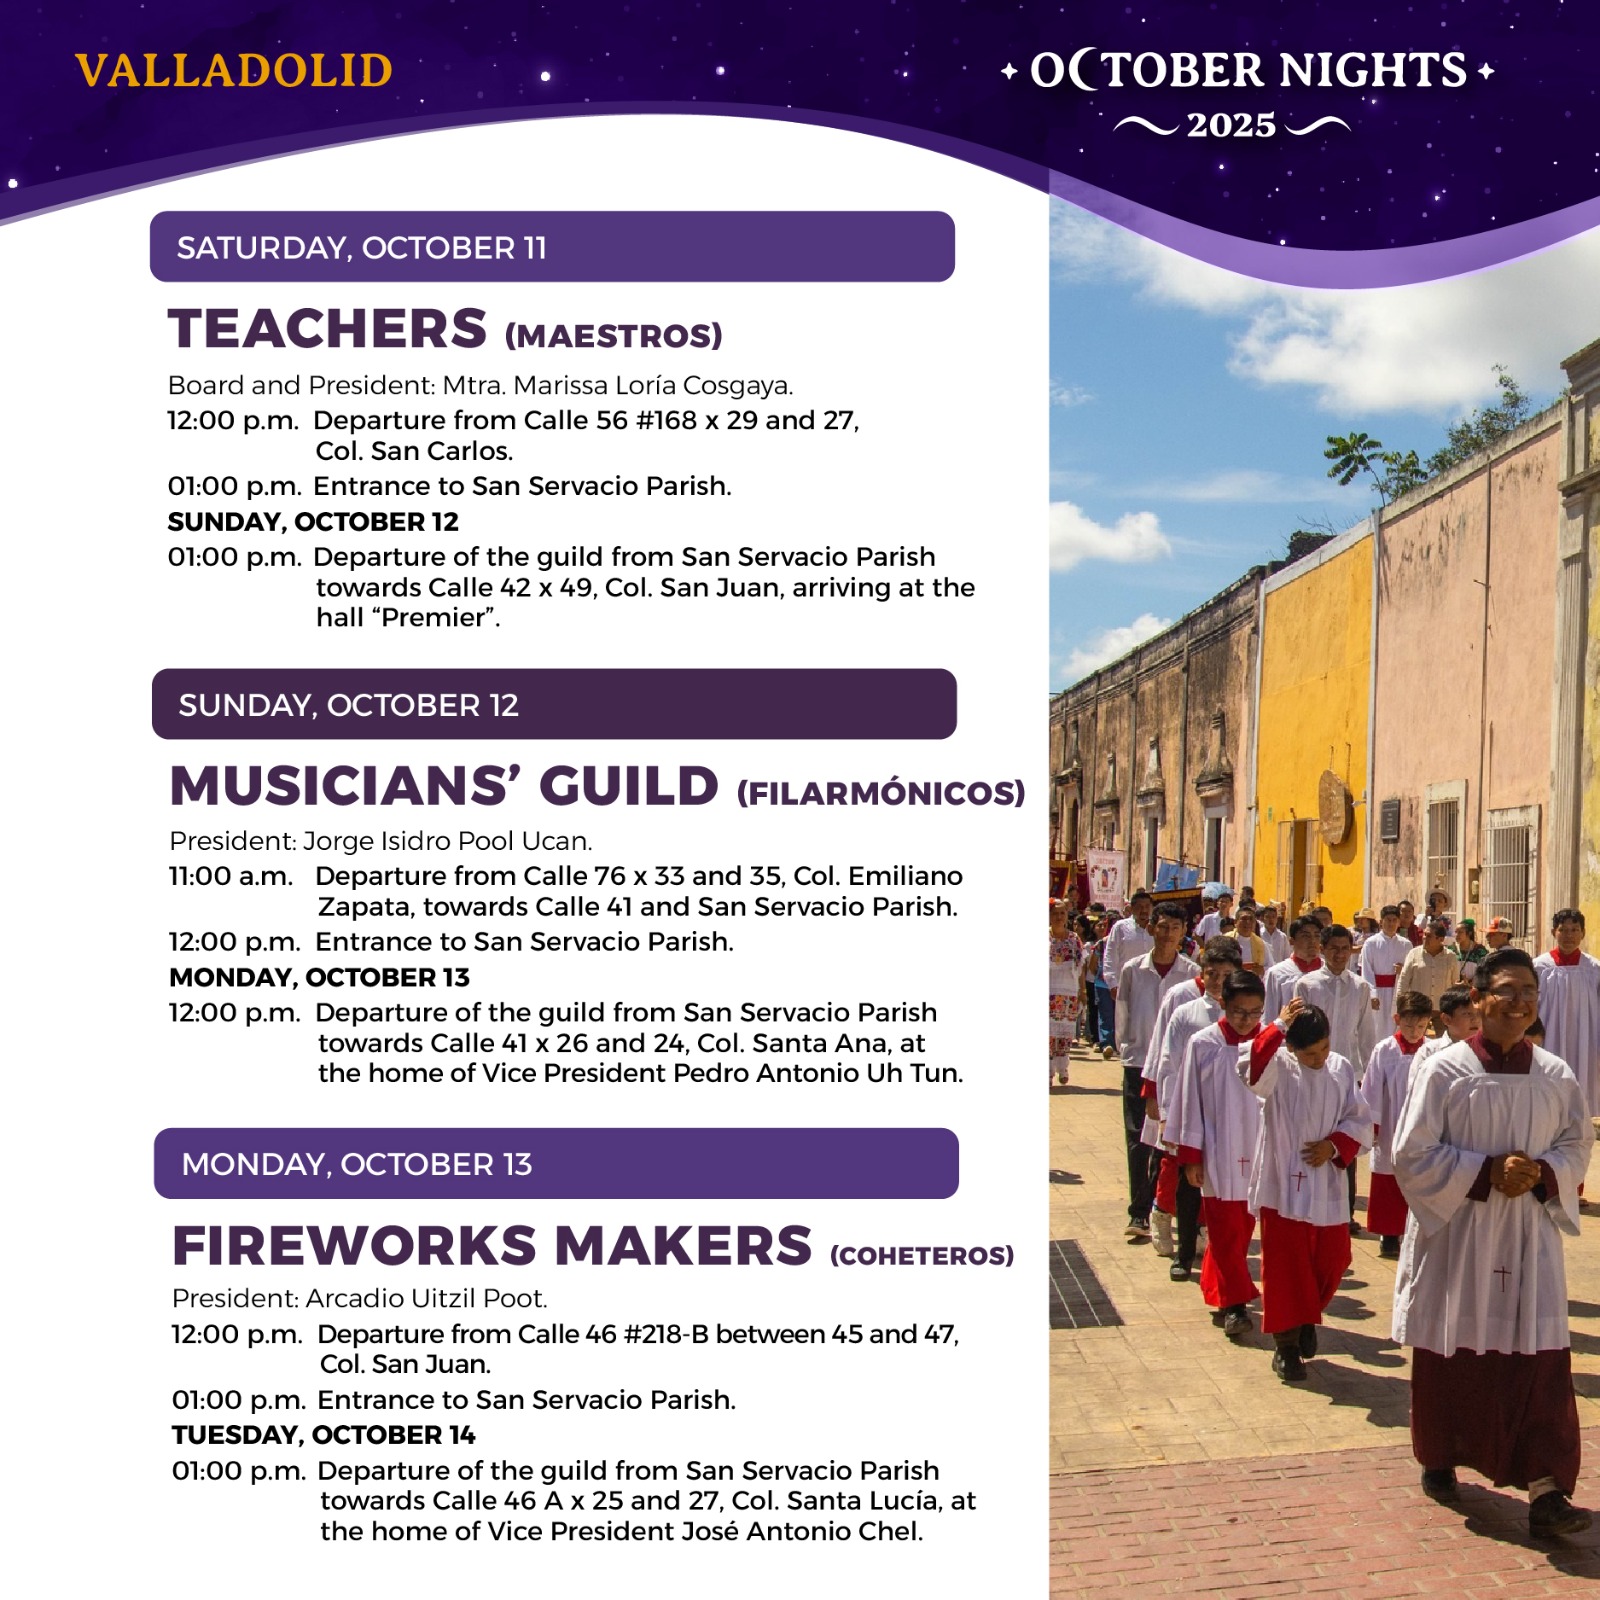 VALLADOLID
OCTOBER NIGHTS
2025
SATURDAY, OCTOBER 11
TEACHERS (MAESTROS)
Board and President: Mtra. Marissa Loría Cosgaya.
12:00 p.m. Departure from Calle 56 #168 x 29 and 27,
Col. San Carlos.
01:00 p.m. Entrance to San Servacio Parish.
SUNDAY, OCTOBER 12
01:00 p.m. Departure of the guild from San Servacio Parish
towards Calle 42 x 49, Col. San Juan, arriving at the
hall “Premier”.
SUNDAY, OCTOBER 12
MUSICIANS’ GUILD (FILARMÓNICOS)
President: Jorge Isidro Pool Ucan.
11:00 a.m. Departure from Calle 76 x 33 and 35, Col. Emiliano
Zapata, towards Calle 41 and San Servacio Parish.
12:00 p.m. Entrance to San Servacio Parish.
MONDAY, OCTOBER 13
12:00 p.m. Departure of the guild from San Servacio Parish
towards Calle 41 x 26 and 24, Col. Santa Ana, at
the home of Vice President Pedro Antonio Uh Tun.
MONDAY, OCTOBER 13
FIREWORKS MAKERS (COHETEROS)
President: Arcadio Uitzil Poot.
12:00 p.m. Departure from Calle 46 #218-B between 45 and 47,
Col. San Juan.
01:00 p.m. Entrance to San Servacio Parish.
TUESDAY, OCTOBER 14
01:00 p.m. Departure of the guild from San Servacio Parish
towards Calle 46 A x 25 and 27, Col. Santa Lucía, at
the home of Vice President José Antonio Chel.